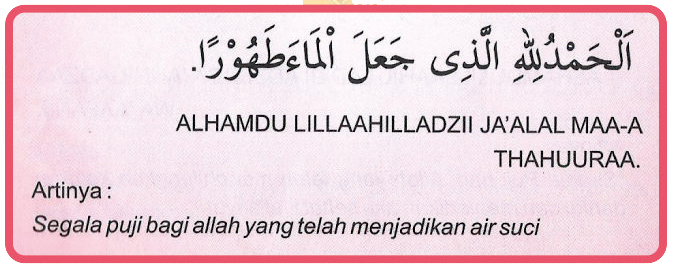 اَلْحَمْدُلِلّٰهِ الَّذِى جَعَلَ الْمَاءَطَهُوْرًا.
ALHAMDU LILLAAHILLADZII JA'ALAL MAA-A
THAHUURAA.
Artinya :
Segala puji bagi allah yang telah menjadikan air suci